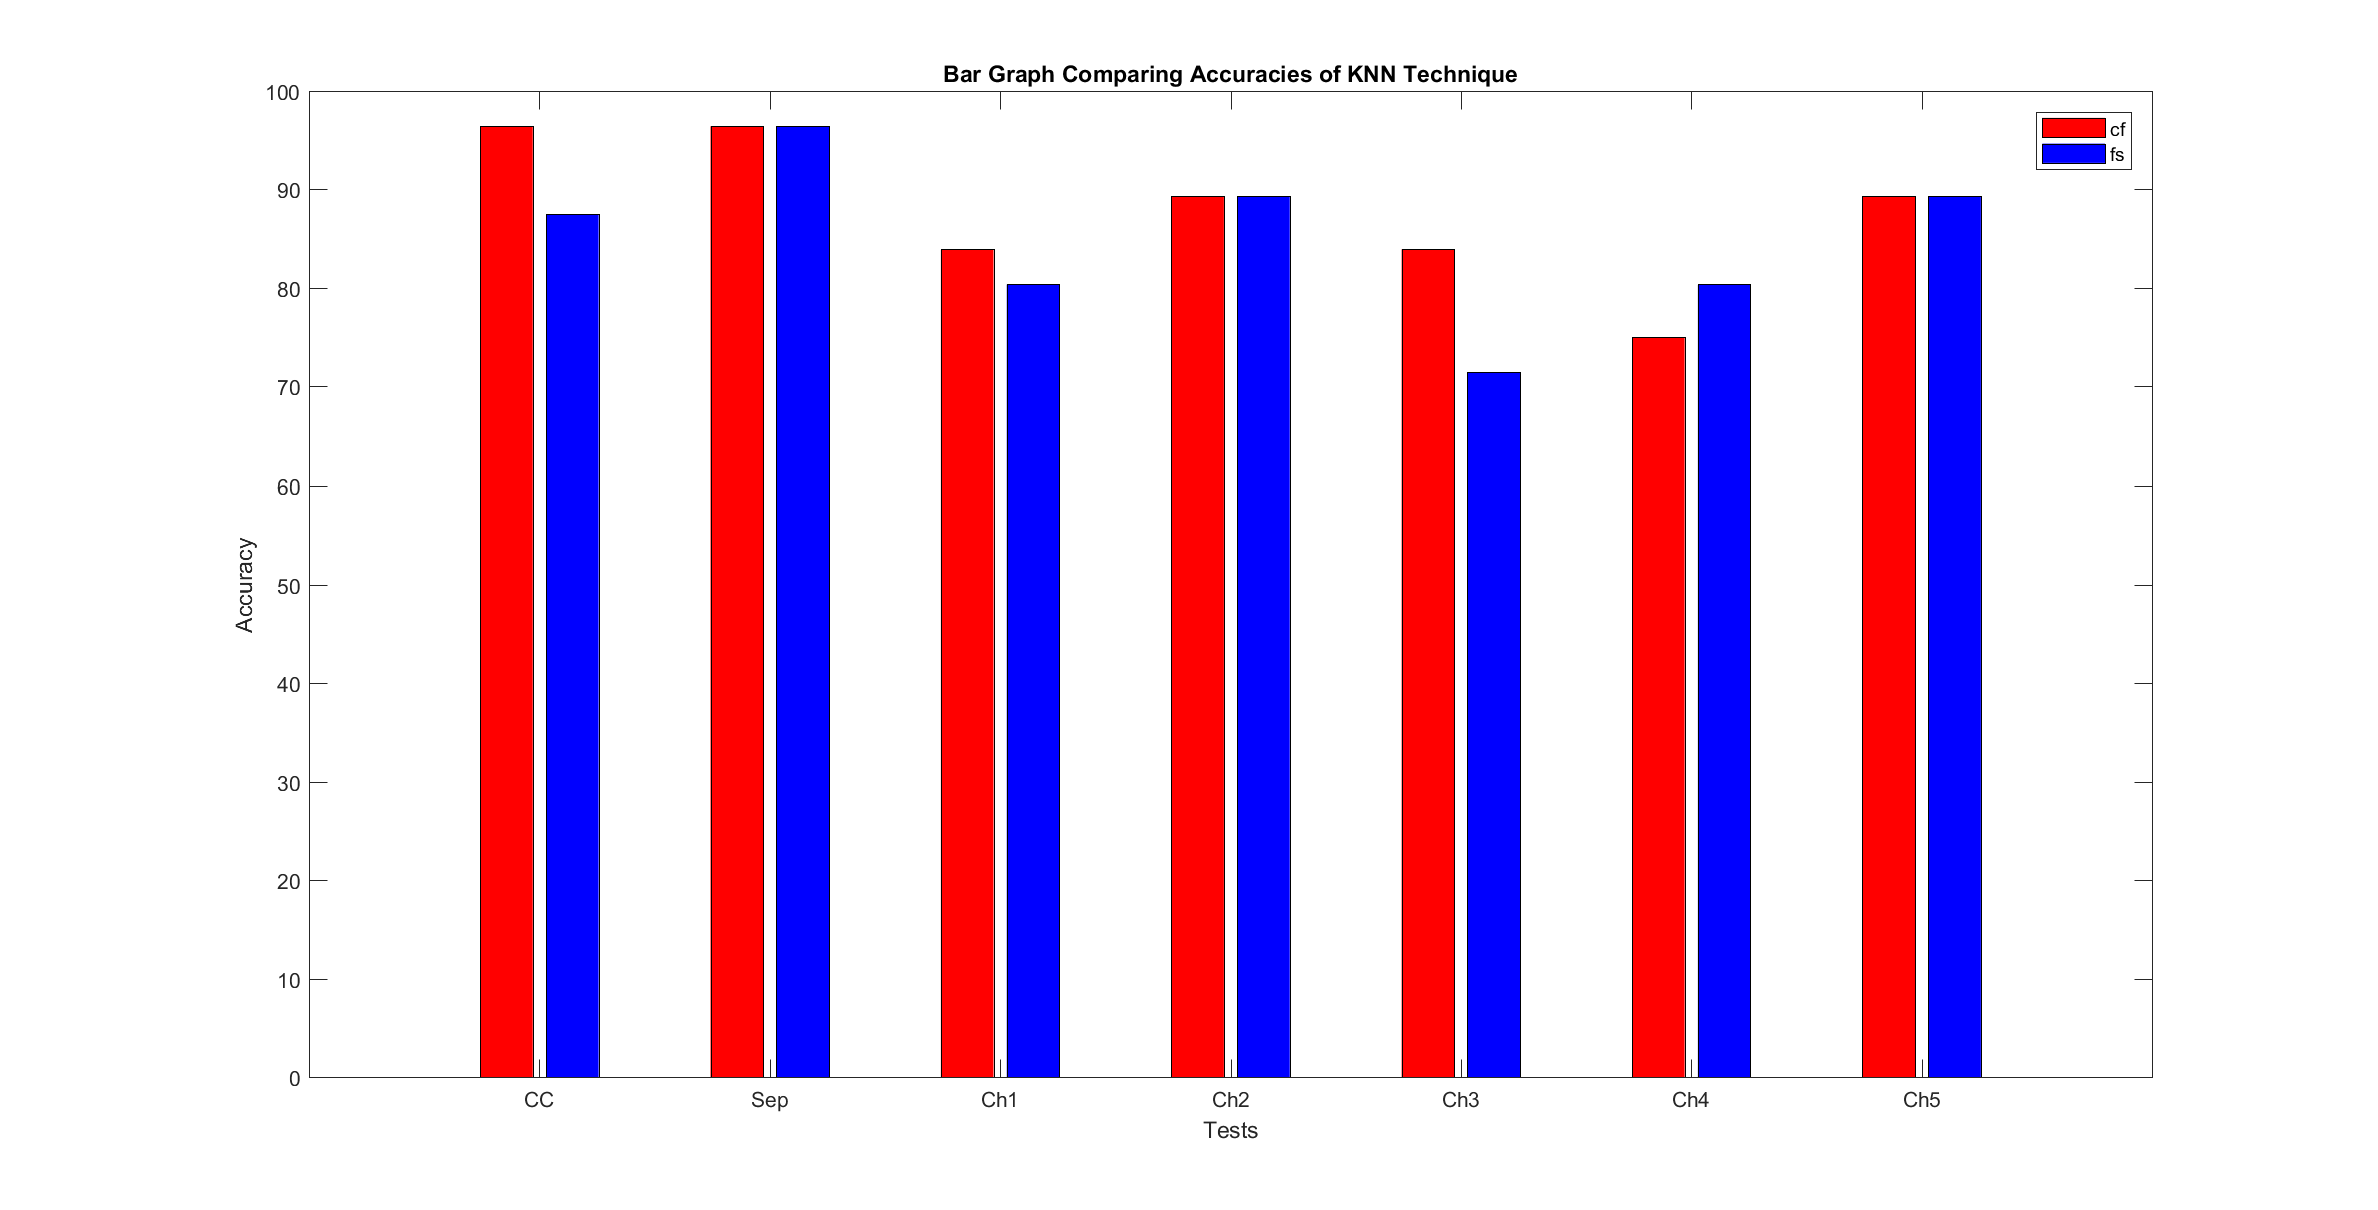 Bar Graph Comparing Accuracies of KNN Technique
100
90
80
70
60
50
40
30
20
10
0
Accuracy
cf
fs
CC Sep Ch1 Ch2 Ch3 Ch4 Ch5
Tests